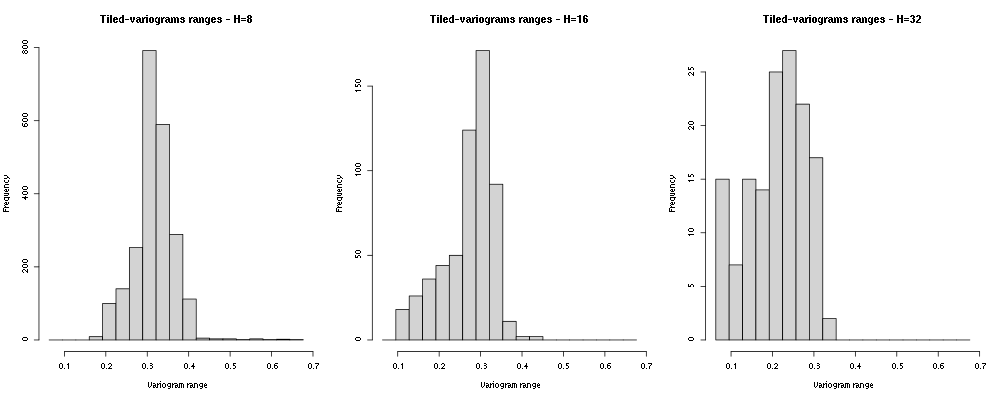 Tiled-variograms ranges - H=8
Tiled-variograms ranges - H=16
Tiled-variograms ranges - H=32
Frequency
0
200
400
600
800
0.1 0.2 0.3 0.4 0.5 0.6 0.7
Variogram range
Frequency
0
50
100
150
0.1 0.2 0.3 0.4 0.5 0.6 0.7
Variogram range
Frequency
0
5
10
15
20
25
0.1 0.2 0.3 0.4 0.5 0.6 0.7
Variogram range